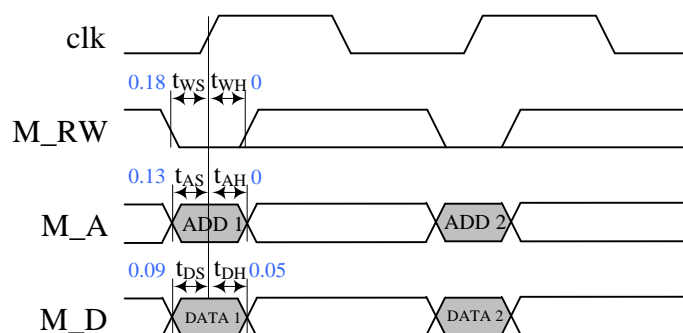 clk
0.18 tWS tWH 0
M_RW
0.13 tAS tAH 0
M_A ADD 1 ADD 2
0.09 tDS tDH 0.05
M_D DATA 1 DATA 2